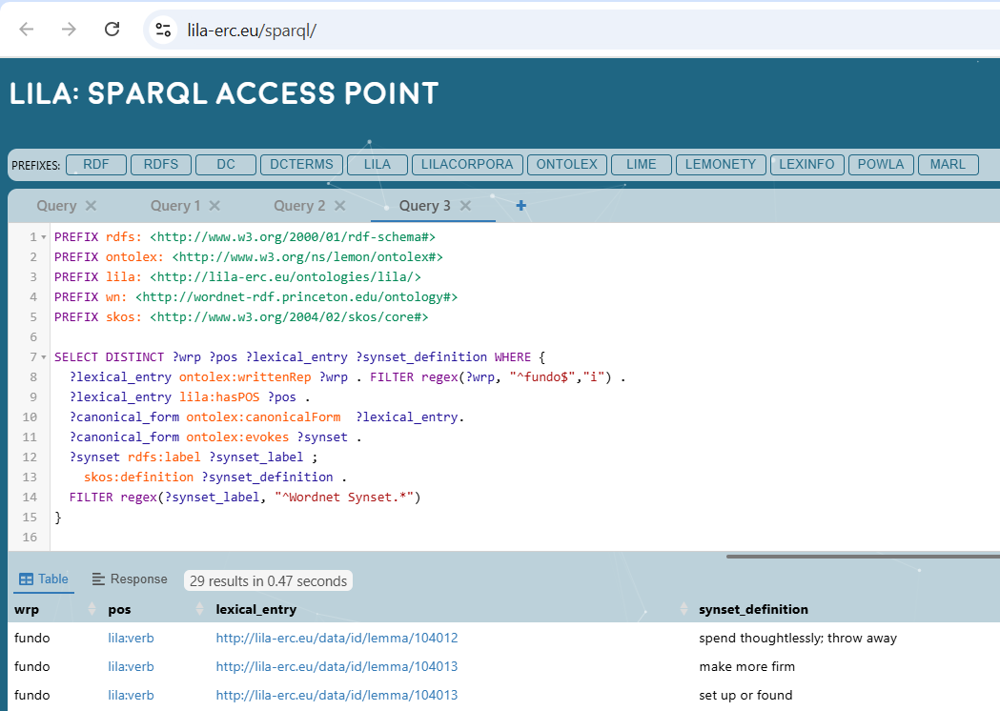 lila-erc.eu/sparql/
LILA: SPARQL ACCESS POINT
PREFIXES: RDF RDFS DC DCTERMS LILA LILACORPORA ONTOLEX LIME LEMONETY LEXINFO POWLA MARL
Query ✕ Query 1 ✕ Query 2 ✕ Query 3 ✕ +
1 PREFIX rdfs: <http://www.w3.org/2000/01/rdf-schema#>
2 PREFIX ontolex: <http://www.w3.org/ns/lemon/ontolex#>
3 PREFIX lila: <http://lila-erc.eu/ontologies/lila/>
4 PREFIX wn: <http://wordnet-rdf.princeton.edu/ontology#>
5 PREFIX skos: <http://www.w3.org/2004/02/skos/core#>
6
7 SELECT DISTINCT ?wrp ?pos ?lexical_entry ?synset_definition WHERE {
8 ?lexical_entry ontolex:writtenRep ?wrp . FILTER regex(?wrp, "^fundo$","i") .
9 ?lexical_entry lila:hasPOS ?pos .
10 ?canonical_form ontolex:canonicalForm ?lexical_entry.
11 ?canonical_form ontolex:evokes ?synset .
12 ?synset rdfs:label ?synset_label ;
13 skos:definition ?synset_definition .
14 FILTER regex(?synset_label, "^Wordnet Synset.*")
15 }
16
Table Response 29 results in 0.47 seconds
wrp pos lexical_entry synset_definition
fundo lila:verb http://lila-erc.eu/data/id/lemma/104012 spend thoughtlessly; throw away
fundo lila:verb http://lila-erc.eu/data/id/lemma/104013 make more firm
fundo lila:verb http://lila-erc.eu/data/id/lemma/104013 set up or found